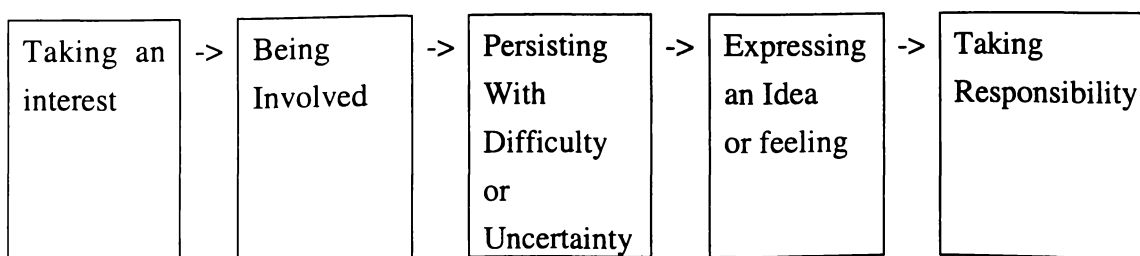 Taking an
interest
->
Being
Involved
->
Persisting
With
Difficulty
or
Uncertainty
->
Expressing
an Idea
or feeling
->
Taking
Responsibility